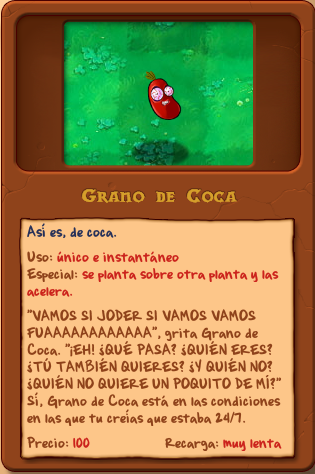 Grano de Coca
Así es, de coca.
Uso: único e instantáneo
Especial: se planta sobre otra planta y las
acelera.
"VAMOS SI JODER SI VAMOS VAMOS
FUAAAAAAAAAAAA", grita Grano de
Coca. "¡EH! ¿QUÉ PASA? ¿QUIÉN ERES?
¿TÚ TAMBIÉN QUIERES? ¿Y QUIÉN NO?
¿QUIÉN NO QUIERE UN POQUITO DE MÍ?"
Sí, Grano de Coca está en las condiciones
en las que tu creías que estaba 24/7.
Precio: 100 Recarga: muy lenta